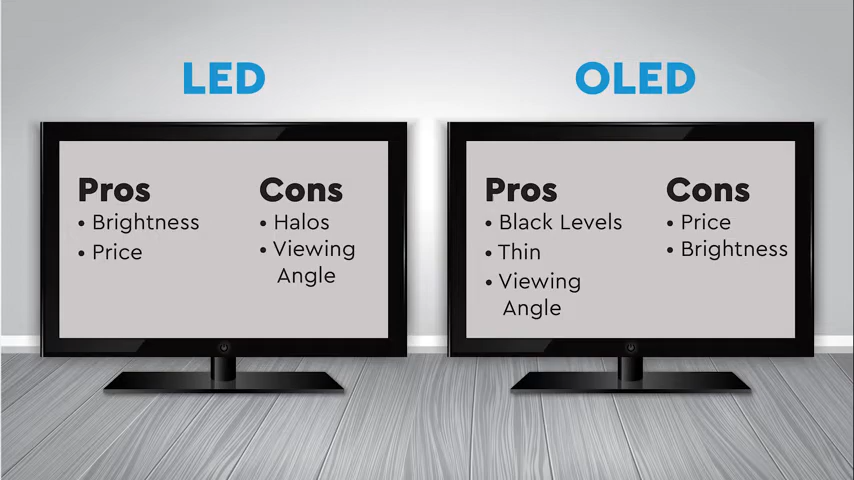 LED
Pros
• Brightness
• Price
Cons
• Halos
• Viewing
Angle
OLED
Pros
• Black Levels
• Thin
• Viewing
Angle
Cons
• Price
• Brightness